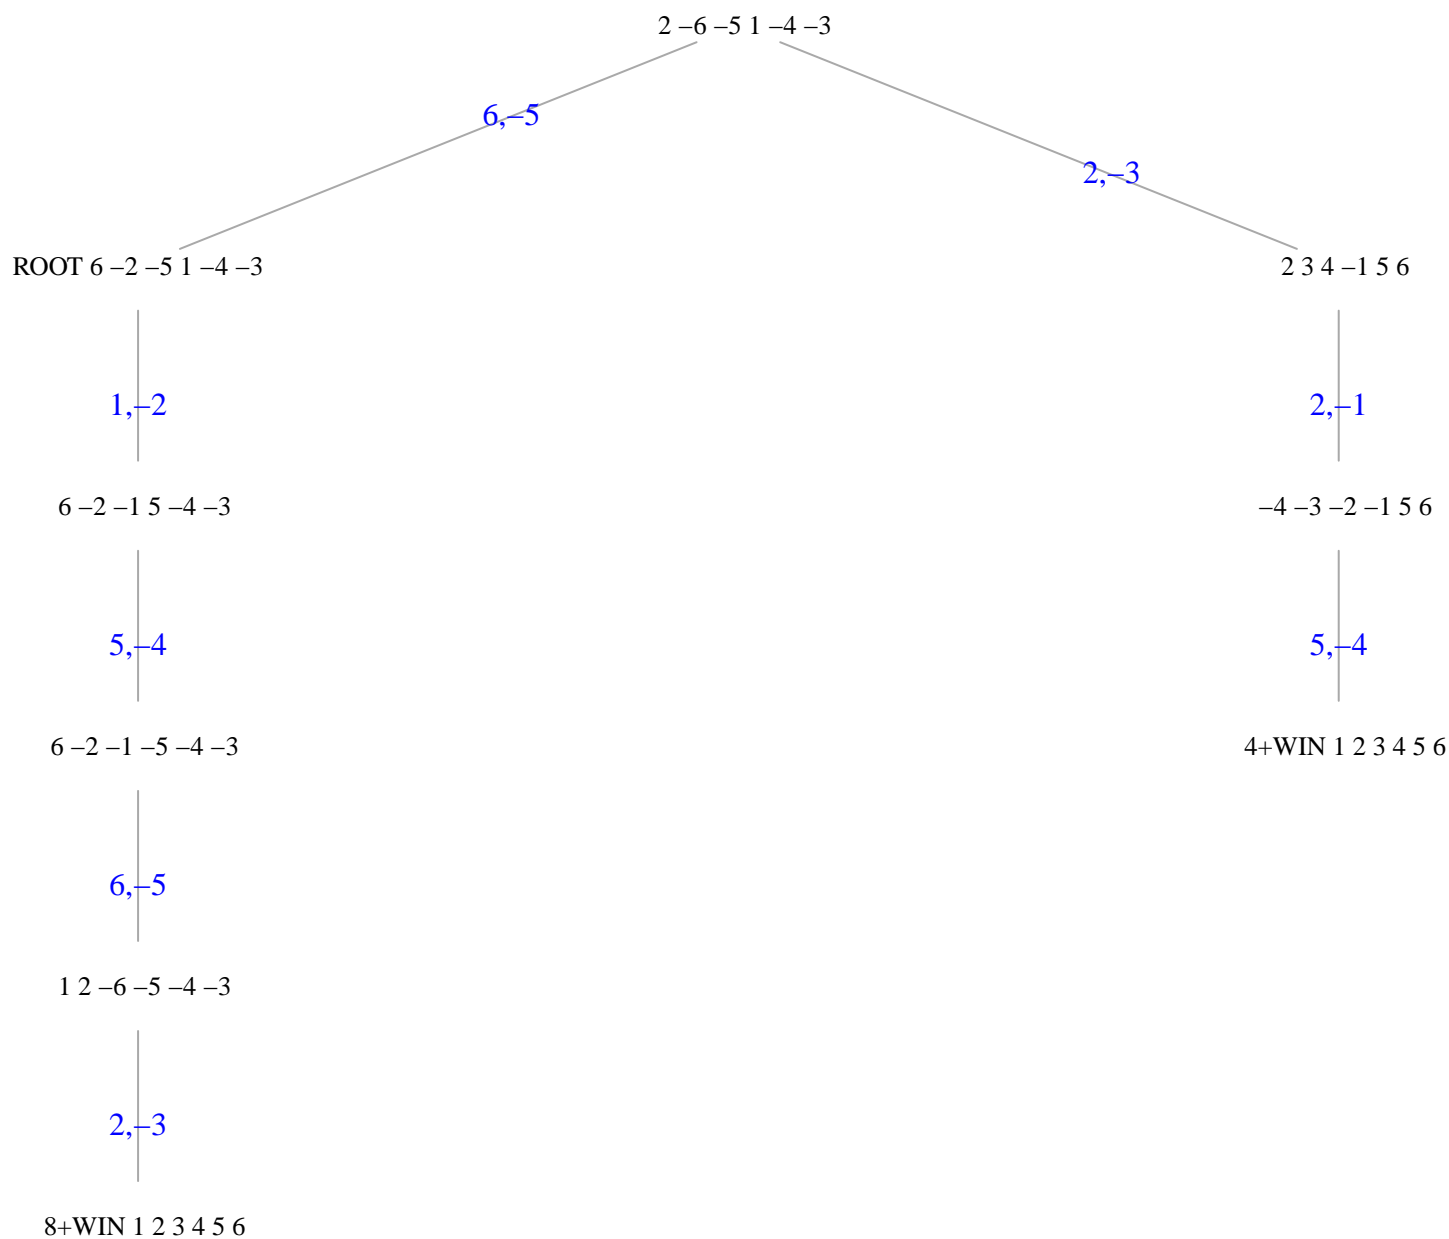 2 –6 –5 1 –4 –3
6,–5
2,–3
ROOT 6 –2 –5 1 –4 –3
2 3 4 –1 5 6
1,–2
2,–1
6 –2 –1 5 –4 –3
–4 –3 –2 –1 5 6
5,–4
5,–4
6 –2 –1 –5 –4 –3
4+WIN 1 2 3 4 5 6
6,–5
1 2 –6 –5 –4 –3
2,–3
8+WIN 1 2 3 4 5 6